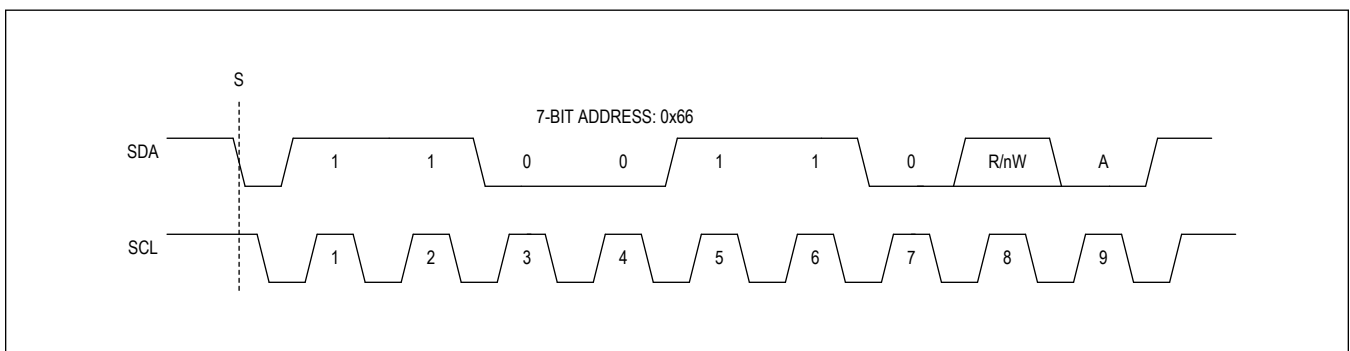 S
7-BIT ADDRESS: 0x66
SDA 1 1 0 0 1 1 0 R/nW A
SCL 1 2 3 4 5 6 7 8 9